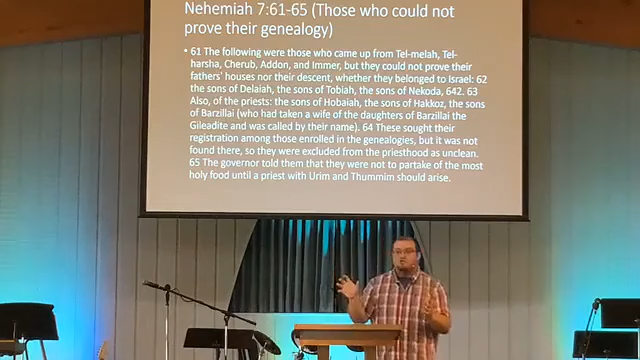 Nehemiah 7:61-65 (Those who could not
prove their genealogy)
• 61 The following were those who came up from Tel-melah, Tel-
harsha, Cherub, Addon, and Immer, but they could not prove their
fathers' houses nor their descent, whether they belonged to Israel: 62
the sons of Delaiah, the sons of Tobiah, the sons of Nekoda, 642. 63
Also, of the priests: the sons of Hobaiah, the sons of Hakkoz, the sons
of Barzillai (who had taken a wife of the daughters of Barzillai the
Gileadite and was called by their name). 64 These sought their
registration among those enrolled in the genealogies, but it was not
found there, so they were excluded from the priesthood as unclean.
65 The governor told them that they were not to partake of the most
holy food until a priest with Urim and Thummim should arise.